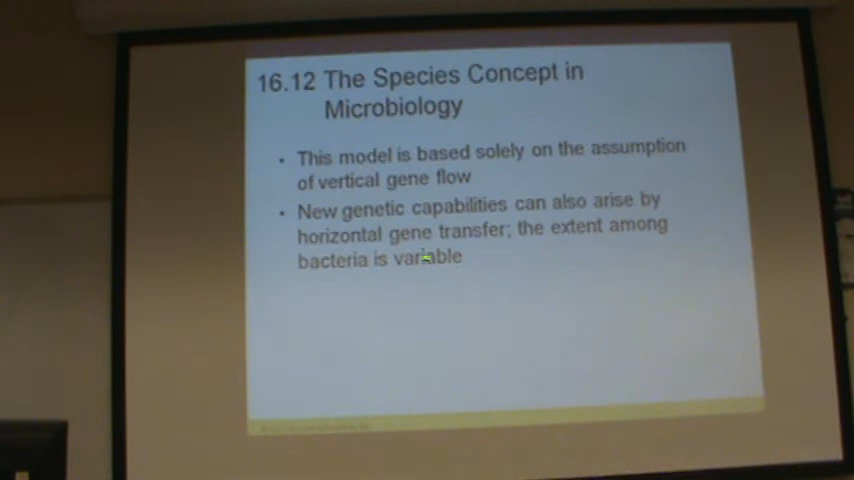 16.12 The Species Concept in
Microbiology
• This model is based solely on the assumption
of vertical gene flow
• New genetic capabilities can also arise by
horizontal gene transfer; the extent among
bacteria is variable